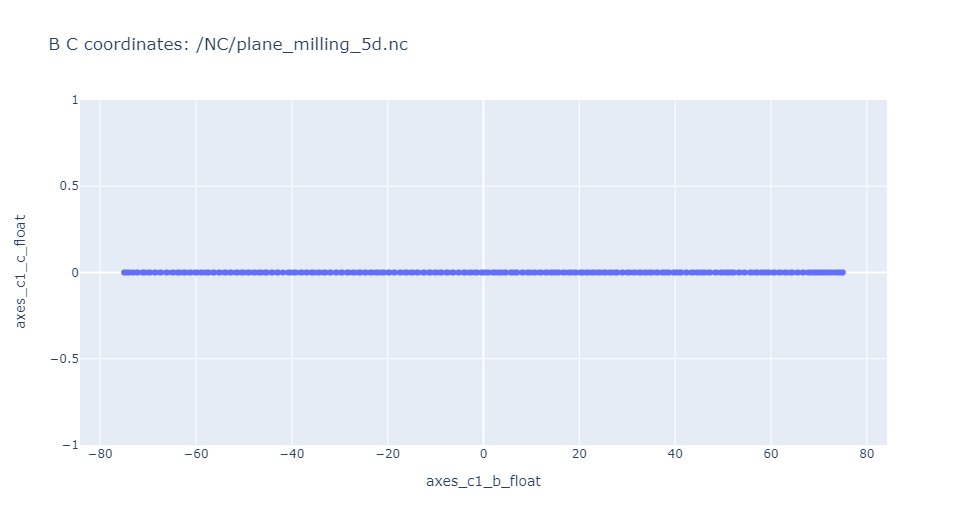 B C coordinates: /NC/plane_milling_5d.nc
1
0.5
0
−0.5
−1
axes_c1_c_float
−80 −60 −40 −20 0 20 40 60 80
axes_c1_b_float